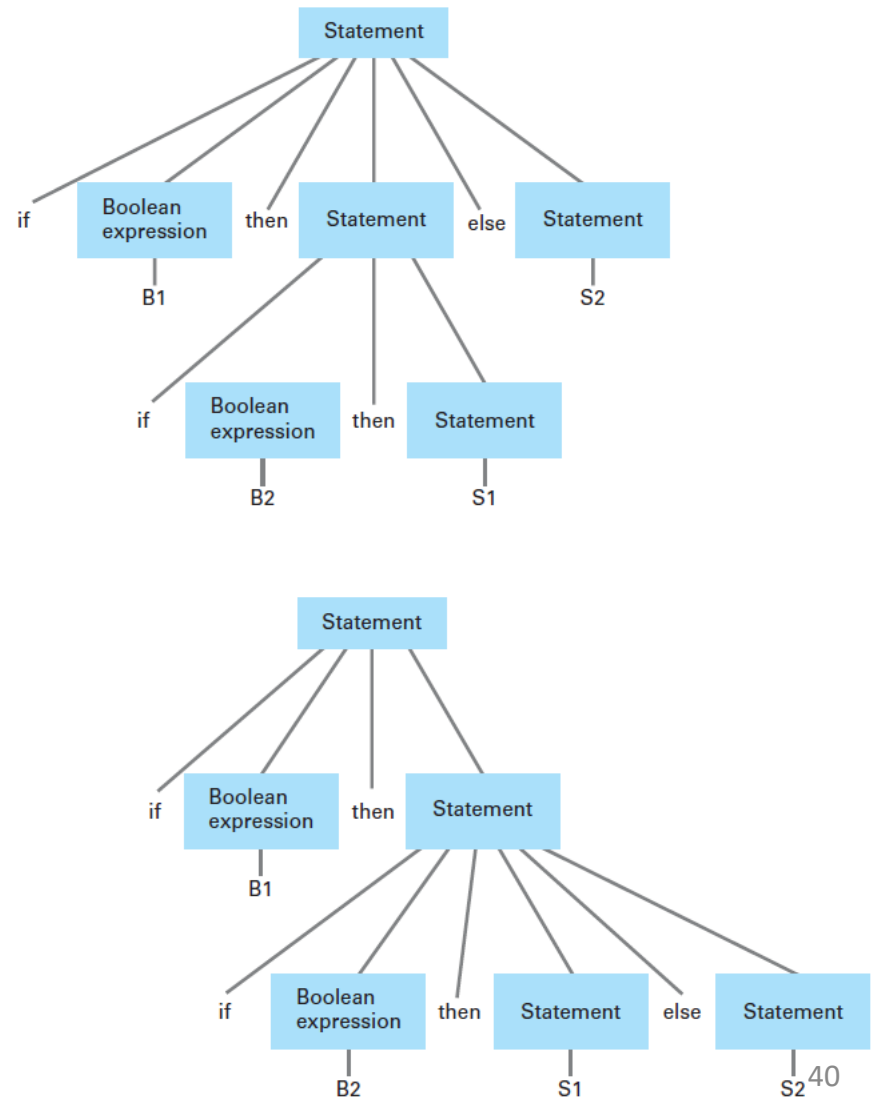 Statement
if
Boolean
expression
then
Statement
else
Statement
B1
S2
if
Boolean
expression
then
Statement
B2
S1
Statement
if
Boolean
expression
then
Statement
B1
if
Boolean
expression
then
Statement
else
Statement
B2
S1
S2
40